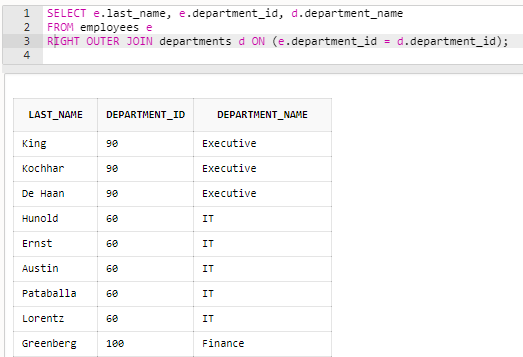 1 SELECT e.last_name, e.department_id, d.department_name
2 FROM employees e
3 RIGHT OUTER JOIN departments d ON (e.department_id = d.department_id);
4
LAST_NAME DEPARTMENT_ID DEPARTMENT_NAME
King 90 Executive
Kochhar 90 Executive
De Haan 90 Executive
Hunold 60 IT
Ernst 60 IT
Austin 60 IT
Pataballa 60 IT
Lorentz 60 IT
Greenberg 100 Finance